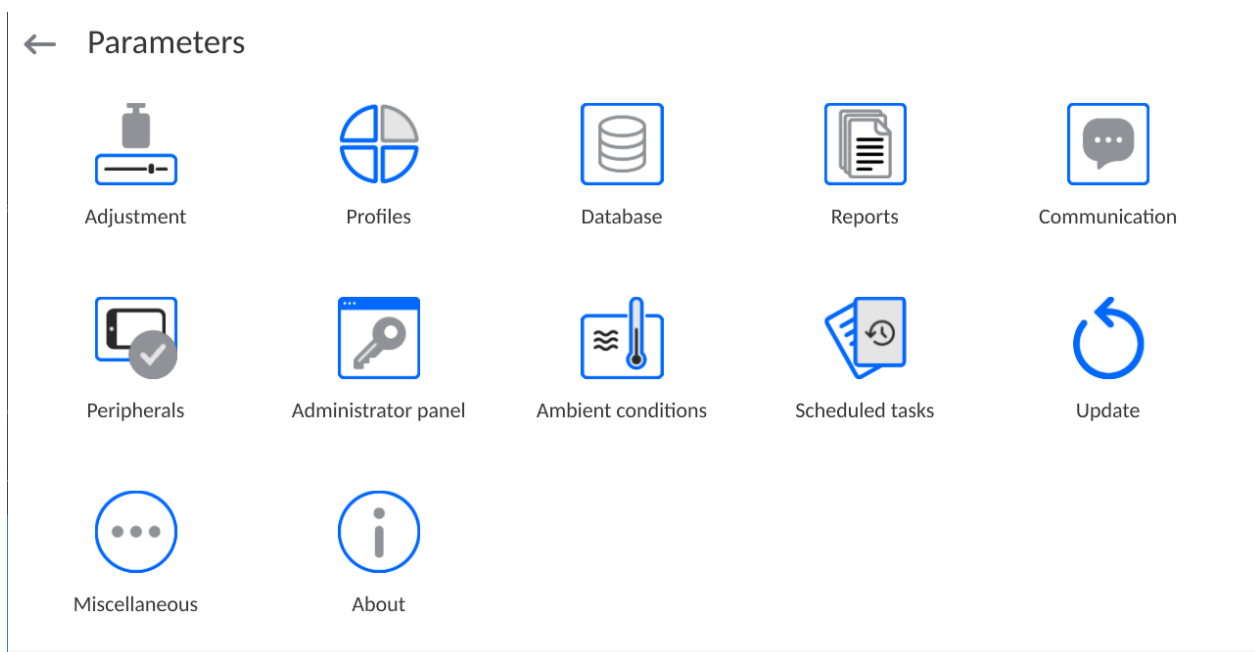 Parameters
Adjustment Profiles Database Reports Communication
Peripherals Administrator panel Ambient conditions Scheduled tasks Update
Miscellaneous About